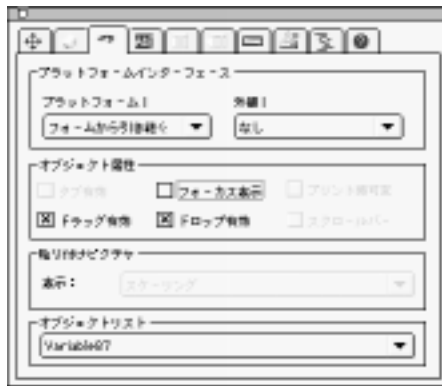 プラットフォームインターフェース
プラットフォーム: 外観:
フォームから引き継ぐ なし
オブジェクト属性
タブ有効 フォーカス表示 プリント時可変
ドラッグ有効 ドロップ有効 スクロールバー
貼り付けピクチャ
表示: スケーリング
オブジェクトリスト
Variable87